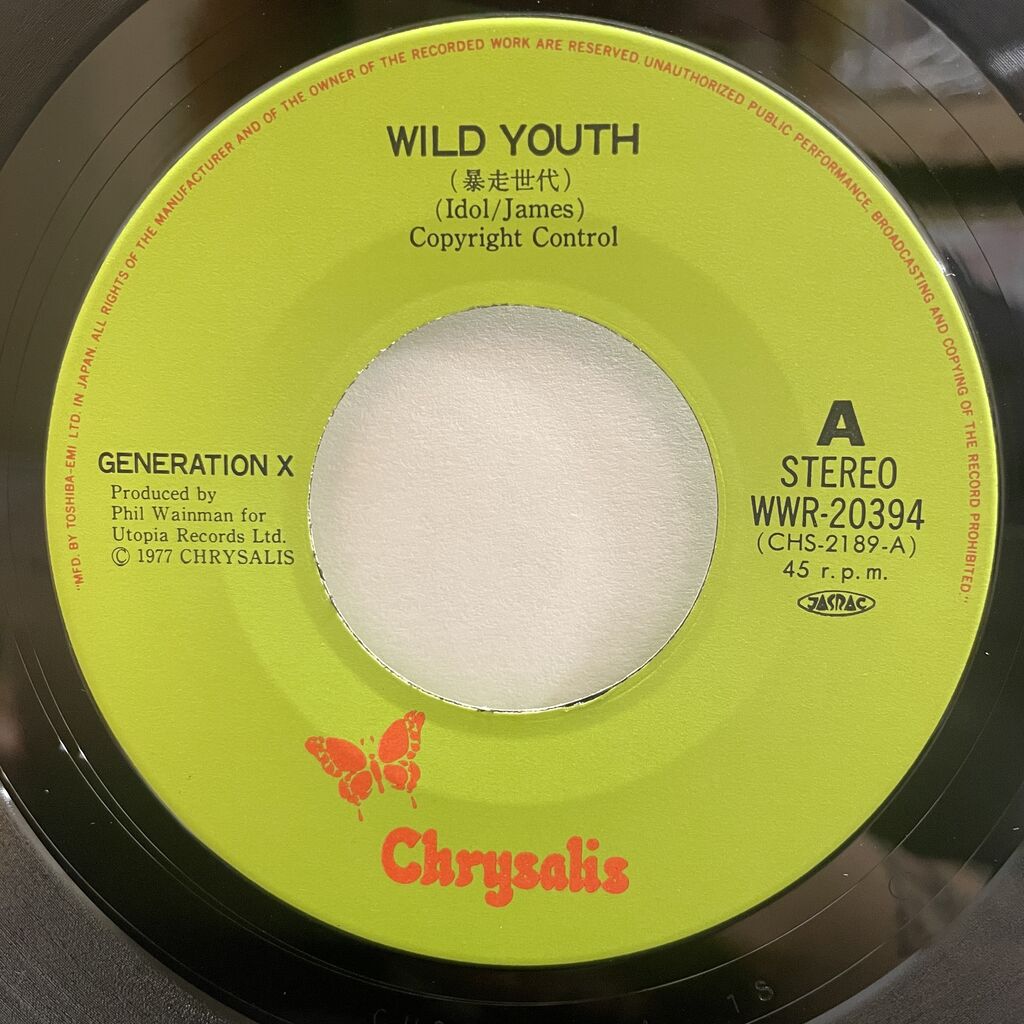 "MFD. BY TOSHIBA-EMI LTD. IN JAPAN. ALL RIGHTS OF THE MANUFACTURER AND OF THE OWNER OF THE RECORDED WORK ARE RESERVED. UNAUTHORIZED PUBLIC PERFORMANCE, BROADCASTING AND COPYING OF THE RECORD PROHIBITED."
WILD YOUTH
(暴走世代)
(Idol/James)
Copyright Control
GENERATION X
Produced by
Phil Wainman for
Utopia Records Ltd.
© 1977 CHRYSALIS
A
STEREO
WWR-20394
(CHS-2189-A)
45 r.p.m.
JASRAC
Chrysalis
1S